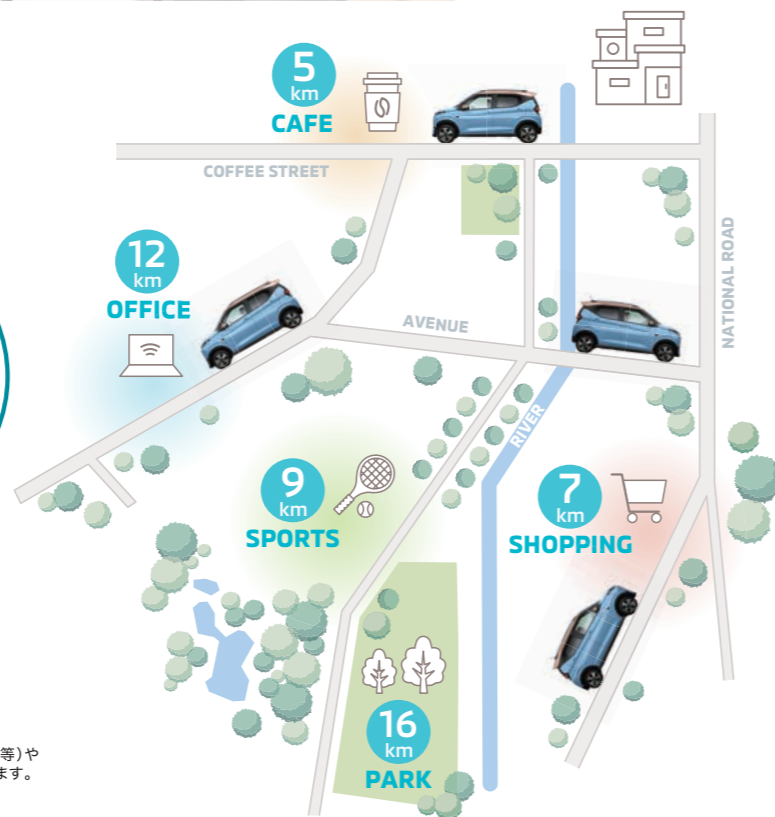 5
km
CAFE
COFFEE STREET
12
km
OFFICE
AVENUE
NATIONAL ROAD
RIVER
9
km
SPORTS
7
km
SHOPPING
16
km
PARK
等)や
ます。